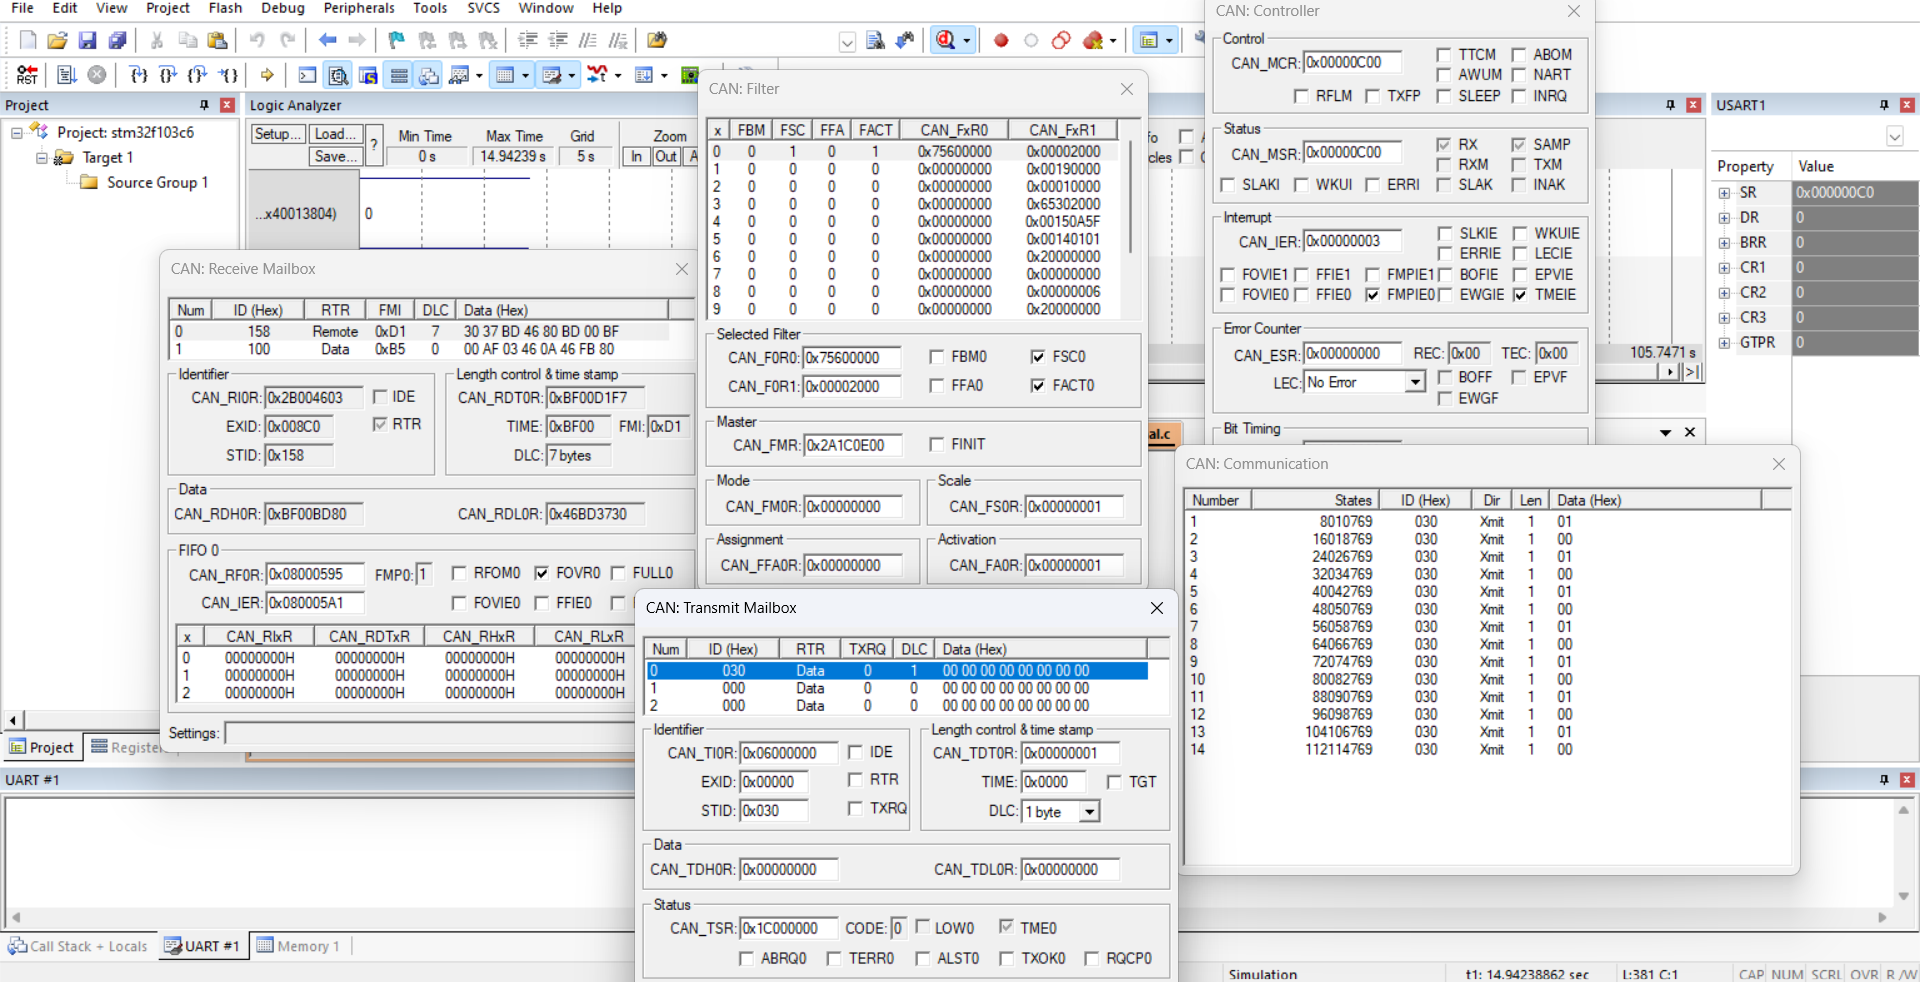 File Edit View Project Flash Debug Peripherals Tools SVCS Window Help
RST
Project
Project: stm32f103c6
Target 1
Source Group 1
Logic Analyzer
Setup... Load... ? Min Time Max Time Grid Zoom
Save... 0 s 14.94239 s 5 s In Out
...x40013804) 0
105.7471 s
CAN: Receive Mailbox
Num ID (Hex) RTR FMI DLC Data (Hex)
0 158 Remote 0xD1 7 30 37 BD 46 80 BD 00 BF
1 100 Data 0xB5 0 00 AF 03 46 0A 46 FB 80
Identifier
CAN_RI0R: 0x2B004603 IDE
EXID: 0x008C0 RTR
STID: 0x158
Length control & time stamp
CAN_RDT0R: 0xBF00D1F7
TIME: 0xBF00 FMI: 0xD1
DLC: 7 bytes
Data
CAN_RDH0R: 0xBF00BD80 CAN_RDL0R: 0x46BD3730
FIFO 0
CAN_RF0R: 0x08000595 FMP0: 1 RFOM0 FOVR0 FULL0
CAN_IER: 0x080005A1 FOVIE0 FFIE0
x CAN_RIxR CAN_RDTxR CAN_RHxR CAN_RLxR
0 00000000H 00000000H 00000000H 00000000H
1 00000000H 00000000H 00000000H 00000000H
2 00000000H 00000000H 00000000H 00000000H
Settings:
CAN: Filter
x FBM FSC FFA FACT CAN_FxR0 CAN_FxR1
0 0 1 0 1 0x75600000 0x00002000
1 0 0 0 0 0x00000000 0x00190000
2 0 0 0 0 0x00000000 0x00010000
3 0 0 0 0 0x00000000 0x65302000
4 0 0 0 0 0x00000000 0x00150A5F
5 0 0 0 0 0x00000000 0x00140101
6 0 0 0 0 0x00000000 0x20000000
7 0 0 0 0 0x00000000 0x00000000
8 0 0 0 0 0x00000000 0x00000006
9 0 0 0 0 0x00000000 0x20000000
Selected Filter
CAN_F0R0: 0x75600000 FBM0 FSC0
CAN_F0R1: 0x00002000 FFA0 FACT0
Master
CAN_FMR: 0x2A1C0E00 FINIT
Mode
CAN_FM0R: 0x00000000
Scale
CAN_FS0R: 0x00000001
Assignment
CAN_FFA0R: 0x00000000
Activation
CAN_FA0R: 0x00000001
CAN: Controller
Control
CAN_MCR: 0x00000C00 TTCM ABOM
AWUM NART
RFLM TXFP SLEEP INRQ
Status
CAN_MSR: 0x00000C00 RX SAMP
RXM TXM
SLAKI WKUI ERRI SLAK INAK
Interrupt
CAN_IER: 0x00000003 SLKIE WKUIE
ERRIE LECIE
FOVIE1 FFIE1 FMPIE1 BOFIE EPVIE
FOVIE0 FFIE0 FMPIE0 EWGIE TMEIE
Error Counter
CAN_ESR: 0x00000000 REC: 0x00 TEC: 0x00
LEC: No Error BOFF EPVF
EWGF
Bit Timing
USART1
Property Value
SR 0x000000C0
DR 0
BRR 0
CR1 0
CR2 0
CR3 0
GTPR 0
CAN: Communication
Number States ID (Hex) Dir Len Data (Hex)
1 8010769 030 Xmit 1 01
2 16018769 030 Xmit 1 00
3 24026769 030 Xmit 1 01
4 32034769 030 Xmit 1 00
5 40042769 030 Xmit 1 01
6 48050769 030 Xmit 1 00
7 56058769 030 Xmit 1 01
8 64066769 030 Xmit 1 00
9 72074769 030 Xmit 1 01
10 80082769 030 Xmit 1 00
11 88090769 030 Xmit 1 01
12 96098769 030 Xmit 1 00
13 104106769 030 Xmit 1 01
14 112114769 030 Xmit 1 00
CAN: Transmit Mailbox
Num ID (Hex) RTR TXRQ DLC Data (Hex)
0 030 Data 0 1 00 00 00 00 00 00 00 00
1 000 Data 0 0 00 00 00 00 00 00 00 00
2 000 Data 0 0 00 00 00 00 00 00 00 00
Identifier
CAN_TI0R: 0x06000000 IDE
EXID: 0x00000 RTR
STID: 0x030 TXRQ
Length control & time stamp
CAN_TDT0R: 0x00000001
TIME: 0x0000 TGT
DLC: 1 byte
Data
CAN_TDH0R: 0x00000000 CAN_TDL0R: 0x00000000
Status
CAN_TSR: 0x1C000000 CODE: 0 LOW0 TME0
ABRQ0 TERR0 ALST0 TXOK0 RQCP0
Project
UART #1
Call Stack + Locals UART #1 Memory 1
Simulation t1: 14.94238862 sec L:381 C:1 CAP NUM SCRL OVR R/W